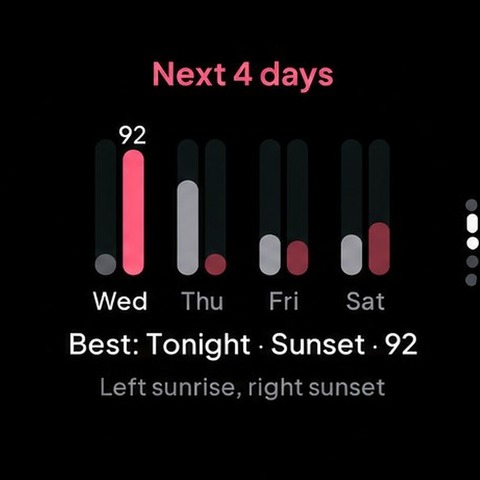 Next 4 days
92
Wed Thu Fri Sat
Best: Tonight · Sunset · 92
Left sunrise, right sunset